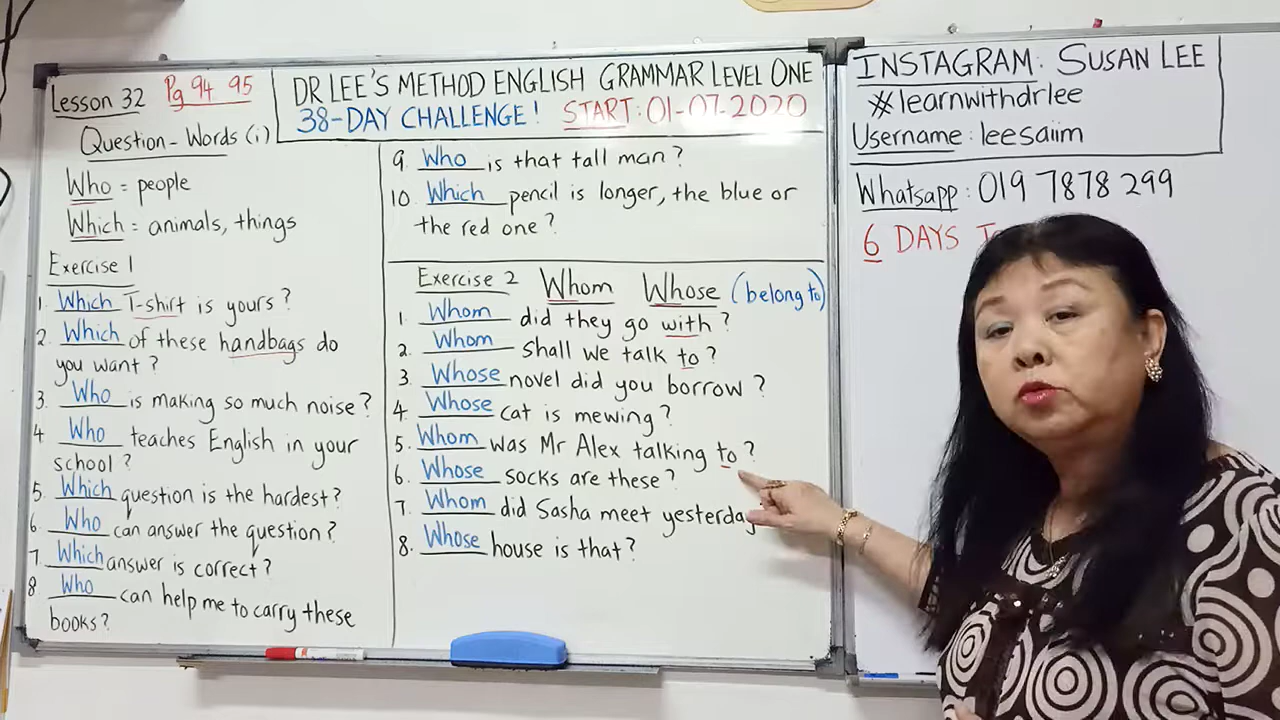 Lesson 32 Pg 94 95
Question-Words (i)
Who = people
Which = animals, things
Exercise 1
1. Which T-shirt is yours?
2. Which of these handbags do
you want?
3. Who is making so much noise?
4 Who teaches English in your
school?
5. Which question is the hardest?
6. Who can answer the question?
7 Which answer is correct?
8 Who can help me to carry these
books?
DR LEE'S METHOD ENGLISH GRAMMAR LEVEL ONE
38-DAY CHALLENGE! START: 01-07-2020
9. Who is that tall man?
10. Which pencil is longer, the blue or
the red one?
Exercise 2 Whom Whose (belong to)
1. Whom did they go with?
2. Whom shall we talk to?
3. Whose novel did you borrow?
4. Whose cat is mewing?
5. Whom was Mr Alex talking to?
6. Whose socks are these?
7. Whom did Sasha meet yesterday
8. Whose house is that?
INSTAGRAM: SUSAN LEE
#learnwithdrlee
Username: leesaiim
Whatsapp: 019 7878 299
6 DAYS